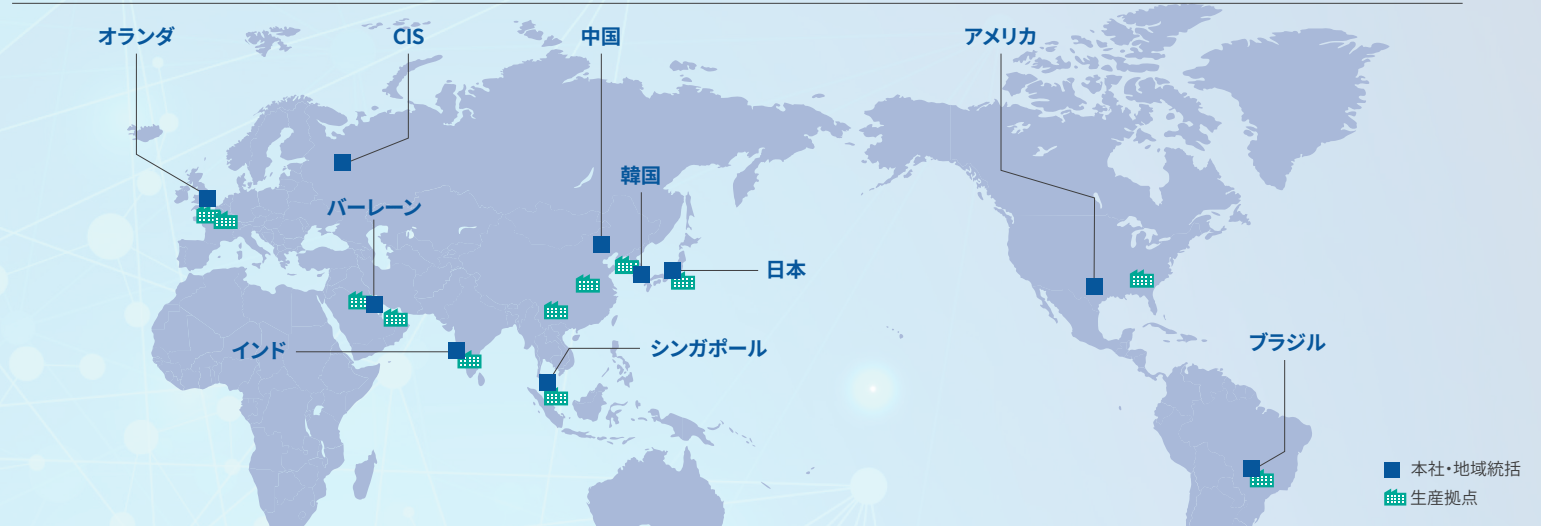 オランダ
CIS
中国
アメリカ
韓国
バーレーン
日本
インド
シンガポール
ブラジル
本社・地域統括
生産拠点